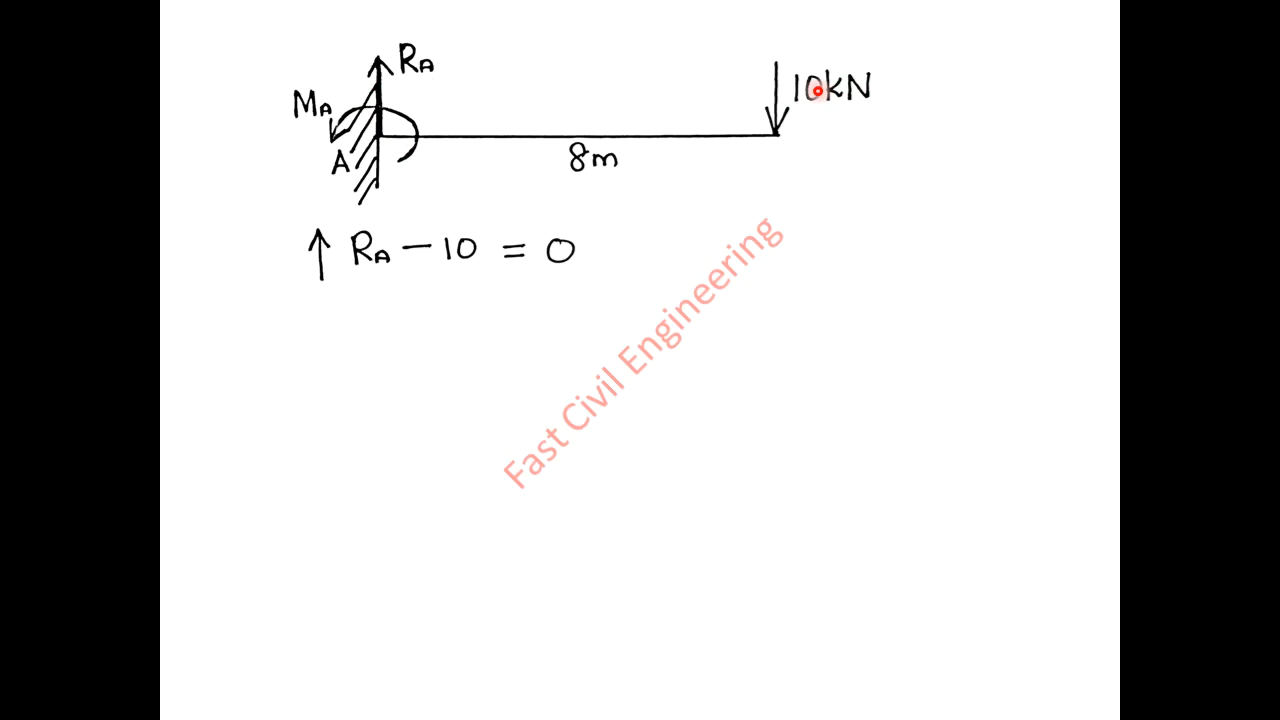 RA
MA
10kN
A
8m
↑ RA − 10 = 0
Fast Civil Engineering